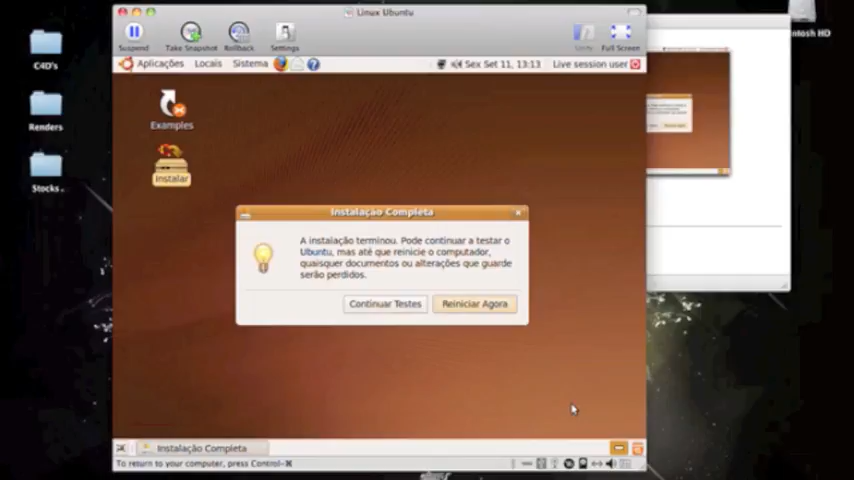 Linux Ubuntu
Suspend
Take Snapshot
Rollback
Settings
Unity
Full Screen
Aplicações
Locais
Sistema
Sex Set 11, 13:13
Live session user
C4D's
Renders
Stocks .
Examples
Instalar
Instalação Completa
A instalação terminou. Pode continuar a testar o
Ubuntu, mas até que reinicie o computador,
quaisquer documentos ou alterações que guarde
serão perdidos.
Continuar Testes
Reiniciar Agora
Instalação Completa
To return to your computer, press Control-⌘
ntosh HD